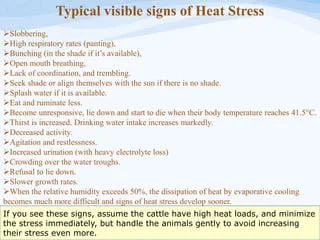 Typical visible signs of Heat Stress
➢Slobbering,
➢High respiratory rates (panting),
➢Bunching (in the shade if it's available),
➢Open mouth breathing,
➢Lack of coordination, and trembling.
➢Seek shade or align themselves with the sun if there is no shade.
➢Splash water if it is available.
➢Eat and ruminate less.
➢Become unresponsive, lie down and start to die when their body temperature reaches 41.5°C.
➢Thirst is increased. Drinking water intake increases markedly.
➢Decreased activity.
➢Agitation and restlessness.
➢Increased urination (with heavy electrolyte loss)
➢Crowding over the water troughs.
➢Refusal to lie down.
➢Slower growth rates.
➢When the relative humidity exceeds 50%, the dissipation of heat by evaporative cooling
becomes much more difficult and signs of heat stress develop sooner.
If you see these signs, assume the cattle have high heat loads, and minimize
the stress immediately, but handle the animals gently to avoid increasing
their stress even more.